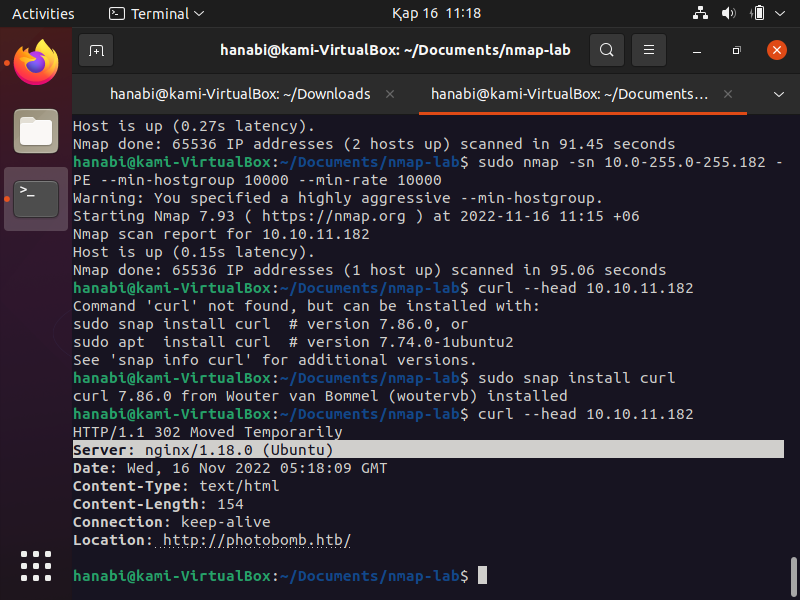 Activities Terminal Қар 16 11:18
hanabi@kami-VirtualBox: ~/Documents/nmap-lab
hanabi@kami-VirtualBox: ~/Downloads
hanabi@kami-VirtualBox: ~/Documents…
Host is up (0.27s latency).
Nmap done: 65536 IP addresses (2 hosts up) scanned in 91.45 seconds
hanabi@kami-VirtualBox:~/Documents/nmap-lab$ sudo nmap -sn 10.0-255.0-255.182 -
PE --min-hostgroup 10000 --min-rate 10000
Warning: You specified a highly aggressive --min-hostgroup.
Starting Nmap 7.93 ( https://nmap.org ) at 2022-11-16 11:15 +06
Nmap scan report for 10.10.11.182
Host is up (0.15s latency).
Nmap done: 65536 IP addresses (1 host up) scanned in 95.06 seconds
hanabi@kami-VirtualBox:~/Documents/nmap-lab$ curl --head 10.10.11.182
Command 'curl' not found, but can be installed with:
sudo snap install curl  # version 7.86.0, or
sudo apt  install curl  # version 7.74.0-1ubuntu2
See 'snap info curl' for additional versions.
hanabi@kami-VirtualBox:~/Documents/nmap-lab$ sudo snap install curl
curl 7.86.0 from Wouter van Bommel (woutervb) installed
hanabi@kami-VirtualBox:~/Documents/nmap-lab$ curl --head 10.10.11.182
HTTP/1.1 302 Moved Temporarily
Server: nginx/1.18.0 (Ubuntu)
Date: Wed, 16 Nov 2022 05:18:09 GMT
Content-Type: text/html
Content-Length: 154
Connection: keep-alive
Location: http://photobomb.htb/
hanabi@kami-VirtualBox:~/Documents/nmap-lab$